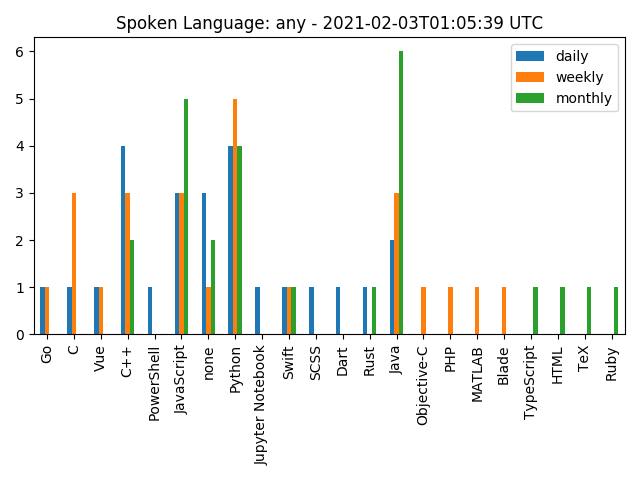 Spoken Language: any - 2021-02-03T01:05:39 UTC
daily
weekly
monthly
6
5
4
3
2
1
0
Go
C
Vue
C++
PowerShell
JavaScript
none
Python
Jupyter Notebook
Swift
SCSS
Dart
Rust
Java
Objective-C
PHP
MATLAB
Blade
TypeScript
HTML
TeX
Ruby